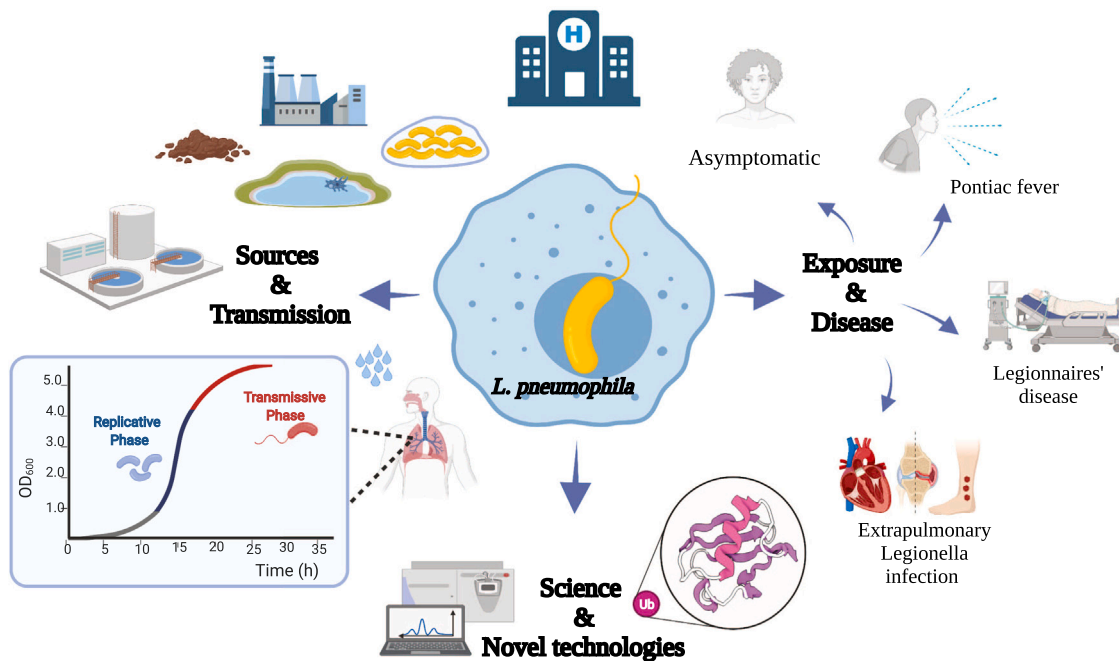 H
Asymptomatic
Pontiac fever
Sources
&
Transmission
Exposure
&
Disease
L. pneumophila
Legionnaires'
disease
5.0
4.0
3.0
2.0
1.0
OD600
Replicative
Phase
Transmissive
Phase
0 5 10 15 20 25 30 35
Time (h)
Extrapulmonary
Legionella
infection
Science
&
Novel technologies
Ub